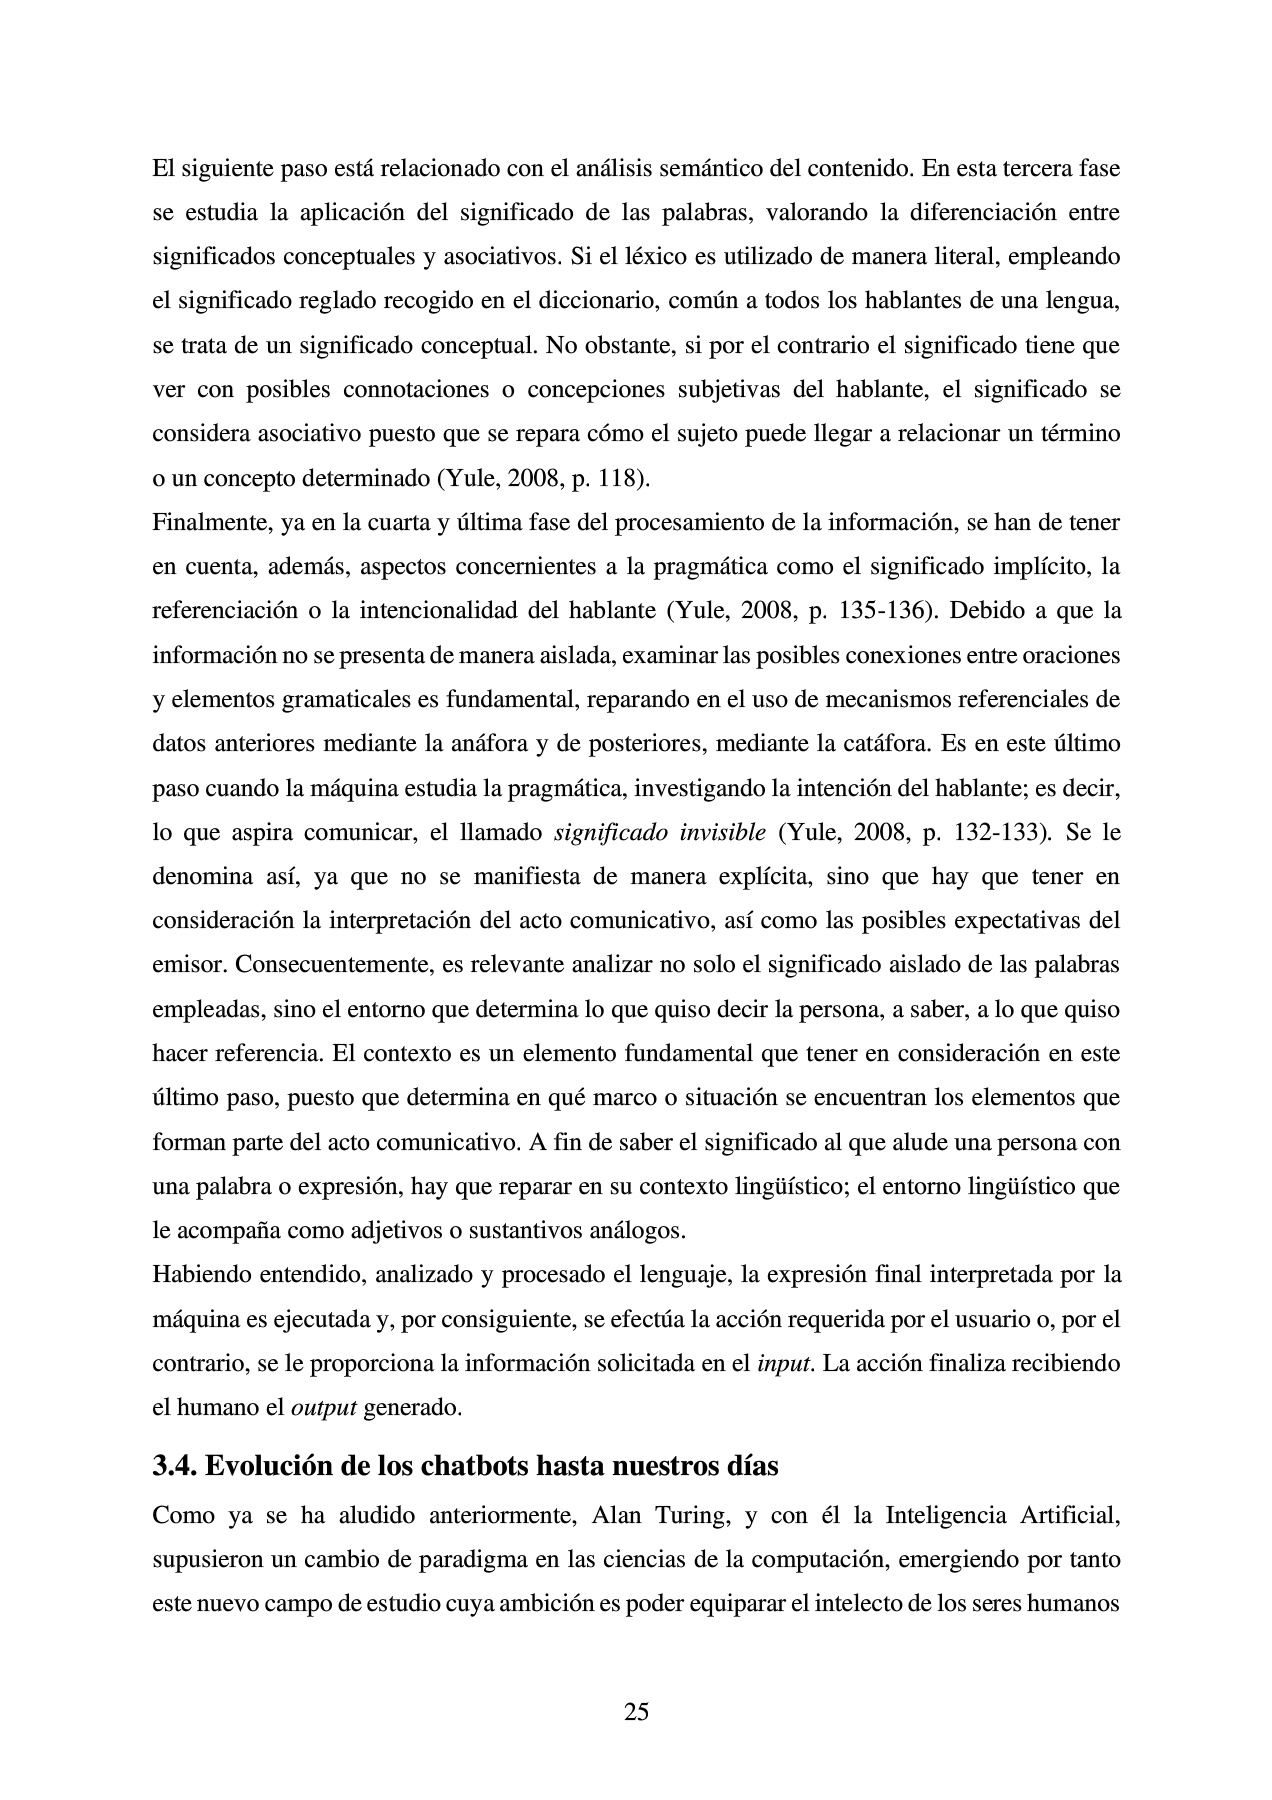 El siguiente paso está relacionado con el análisis semántico del contenido. En esta tercera fase
se estudia la aplicación del significado de las palabras, valorando la diferenciación entre
significados conceptuales y asociativos. Si el léxico es utilizado de manera literal, empleando
el significado reglado recogido en el diccionario, común a todos los hablantes de una lengua,
se trata de un significado conceptual. No obstante, si por el contrario el significado tiene que
ver con posibles connotaciones o concepciones subjetivas del hablante, el significado se
considera asociativo puesto que se repara cómo el sujeto puede llegar a relacionar un término
o un concepto determinado (Yule, 2008, p. 118).
Finalmente, ya en la cuarta y última fase del procesamiento de la información, se han de tener
en cuenta, además, aspectos concernientes a la pragmática como el significado implícito, la
referenciación o la intencionalidad del hablante (Yule, 2008, p. 135-136). Debido a que la
información no se presenta de manera aislada, examinar las posibles conexiones entre oraciones
y elementos gramaticales es fundamental, reparando en el uso de mecanismos referenciales de
datos anteriores mediante la anáfora y de posteriores, mediante la catáfora. Es en este último
paso cuando la máquina estudia la pragmática, investigando la intención del hablante; es decir,
lo que aspira comunicar, el llamado significado invisible (Yule, 2008, p. 132-133). Se le
denomina así, ya que no se manifiesta de manera explícita, sino que hay que tener en
consideración la interpretación del acto comunicativo, así como las posibles expectativas del
emisor. Consecuentemente, es relevante analizar no solo el significado aislado de las palabras
empleadas, sino el entorno que determina lo que quiso decir la persona, a saber, a lo que quiso
hacer referencia. El contexto es un elemento fundamental que tener en consideración en este
último paso, puesto que determina en qué marco o situación se encuentran los elementos que
forman parte del acto comunicativo. A fin de saber el significado al que alude una persona con
una palabra o expresión, hay que reparar en su contexto lingüístico; el entorno lingüístico que
le acompaña como adjetivos o sustantivos análogos.
Habiendo entendido, analizado y procesado el lenguaje, la expresión final interpretada por la
máquina es ejecutada y, por consiguiente, se efectúa la acción requerida por el usuario o, por el
contrario, se le proporciona la información solicitada en el input. La acción finaliza recibiendo
el humano el output generado.
3.4. Evolución de los chatbots hasta nuestros días
Como ya se ha aludido anteriormente, Alan Turing, y con él la Inteligencia Artificial,
supusieron un cambio de paradigma en las ciencias de la computación, emergiendo por tanto
este nuevo campo de estudio cuya ambición es poder equiparar el intelecto de los seres humanos
25